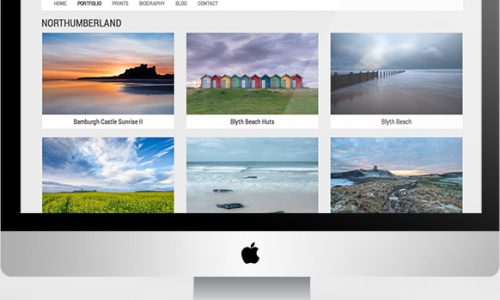 HOME PORTFOLIO PRINTS BIOGRAPHY BLOG CONTACT
NORTHUMBERLAND
Bamburgh Castle Sunrise II
Blyth Beach Huts
Blyth Beach